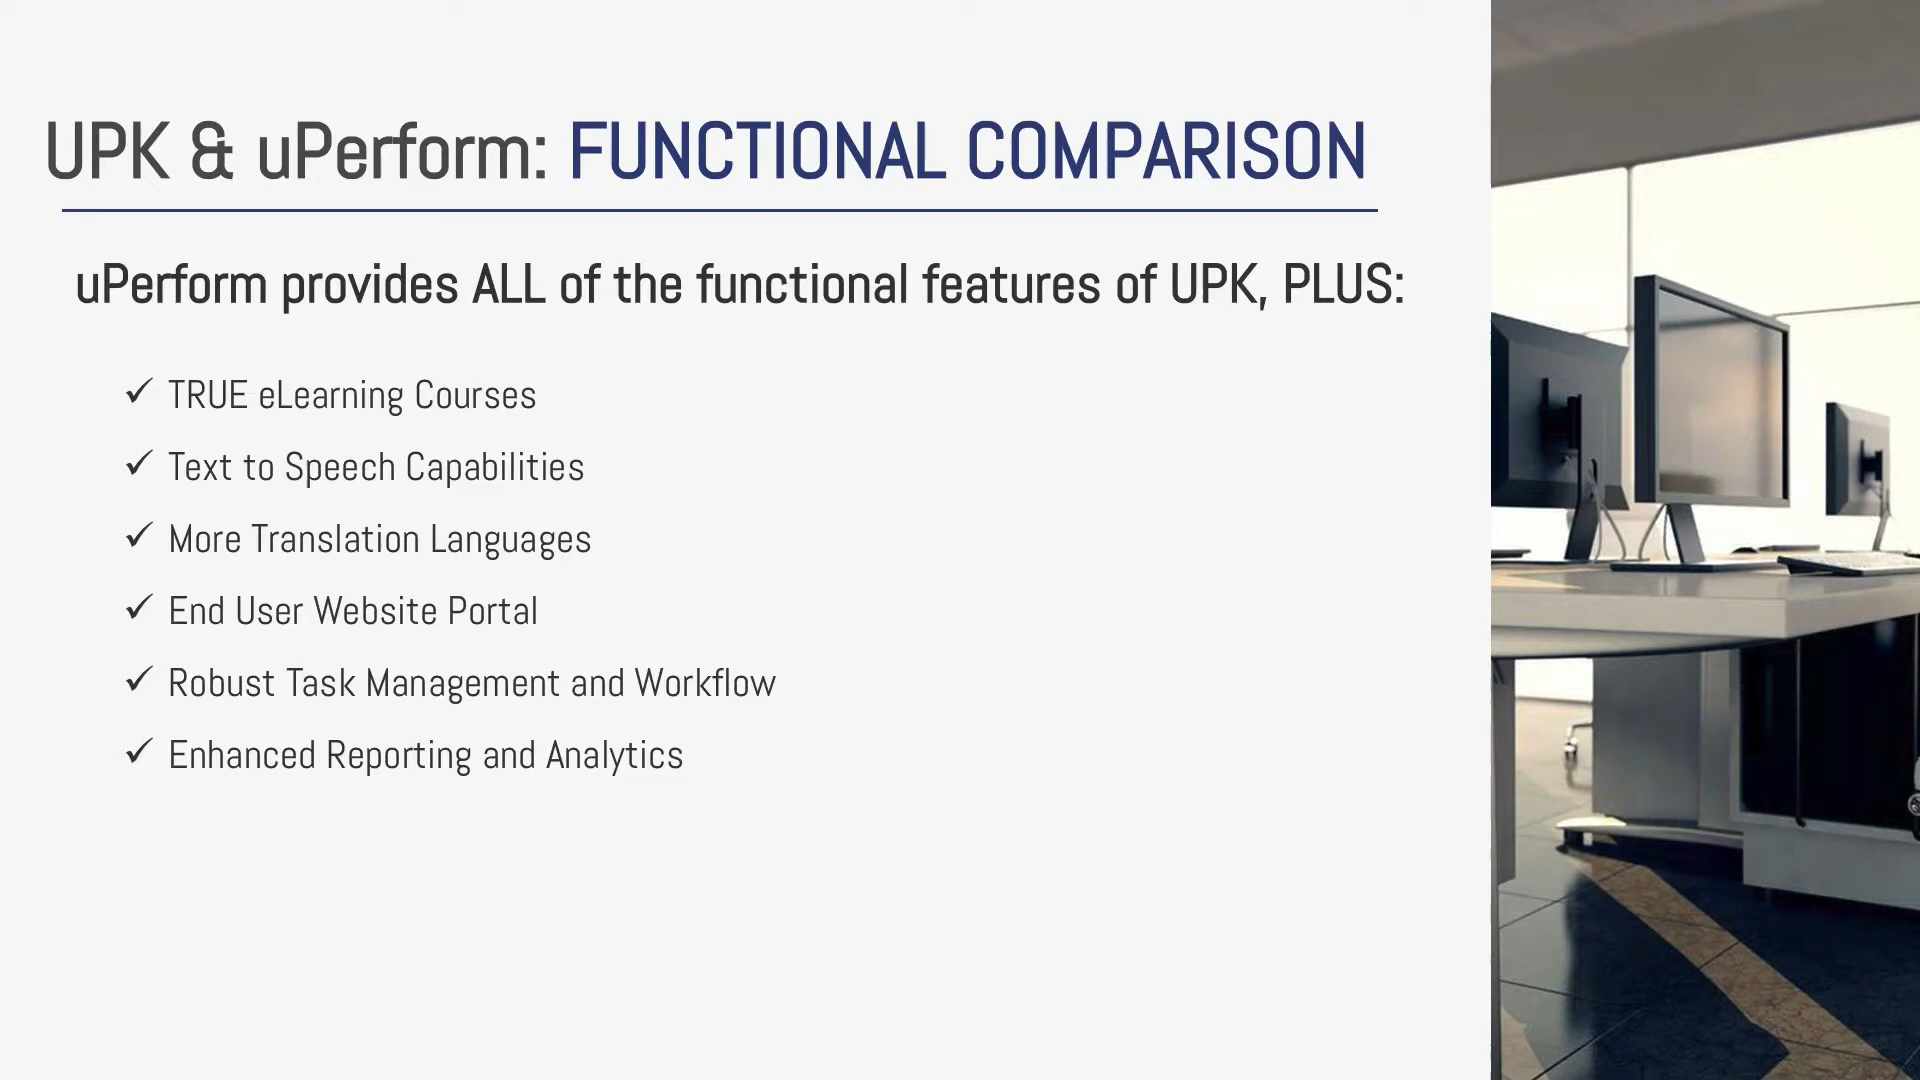 UPK & uPerform: FUNCTIONAL COMPARISON
uPerform provides ALL of the functional features of UPK, PLUS:
✓ TRUE eLearning Courses
✓ Text to Speech Capabilities
✓ More Translation Languages
✓ End User Website Portal
✓ Robust Task Management and Workflow
✓ Enhanced Reporting and Analytics